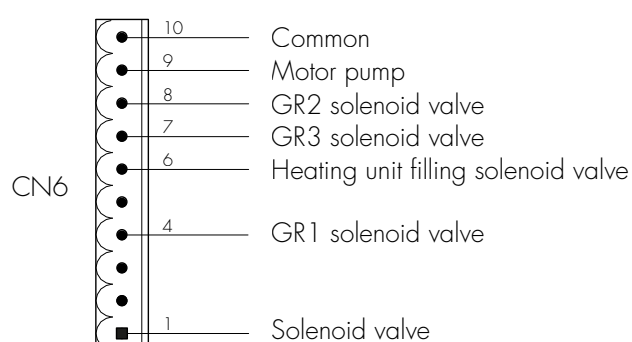 10 Common
9 Motor pump
8 GR2 solenoid valve
7 GR3 solenoid valve
6 Heating unit filling solenoid valve
CN6
4 GR1 solenoid valve
1 Solenoid valve